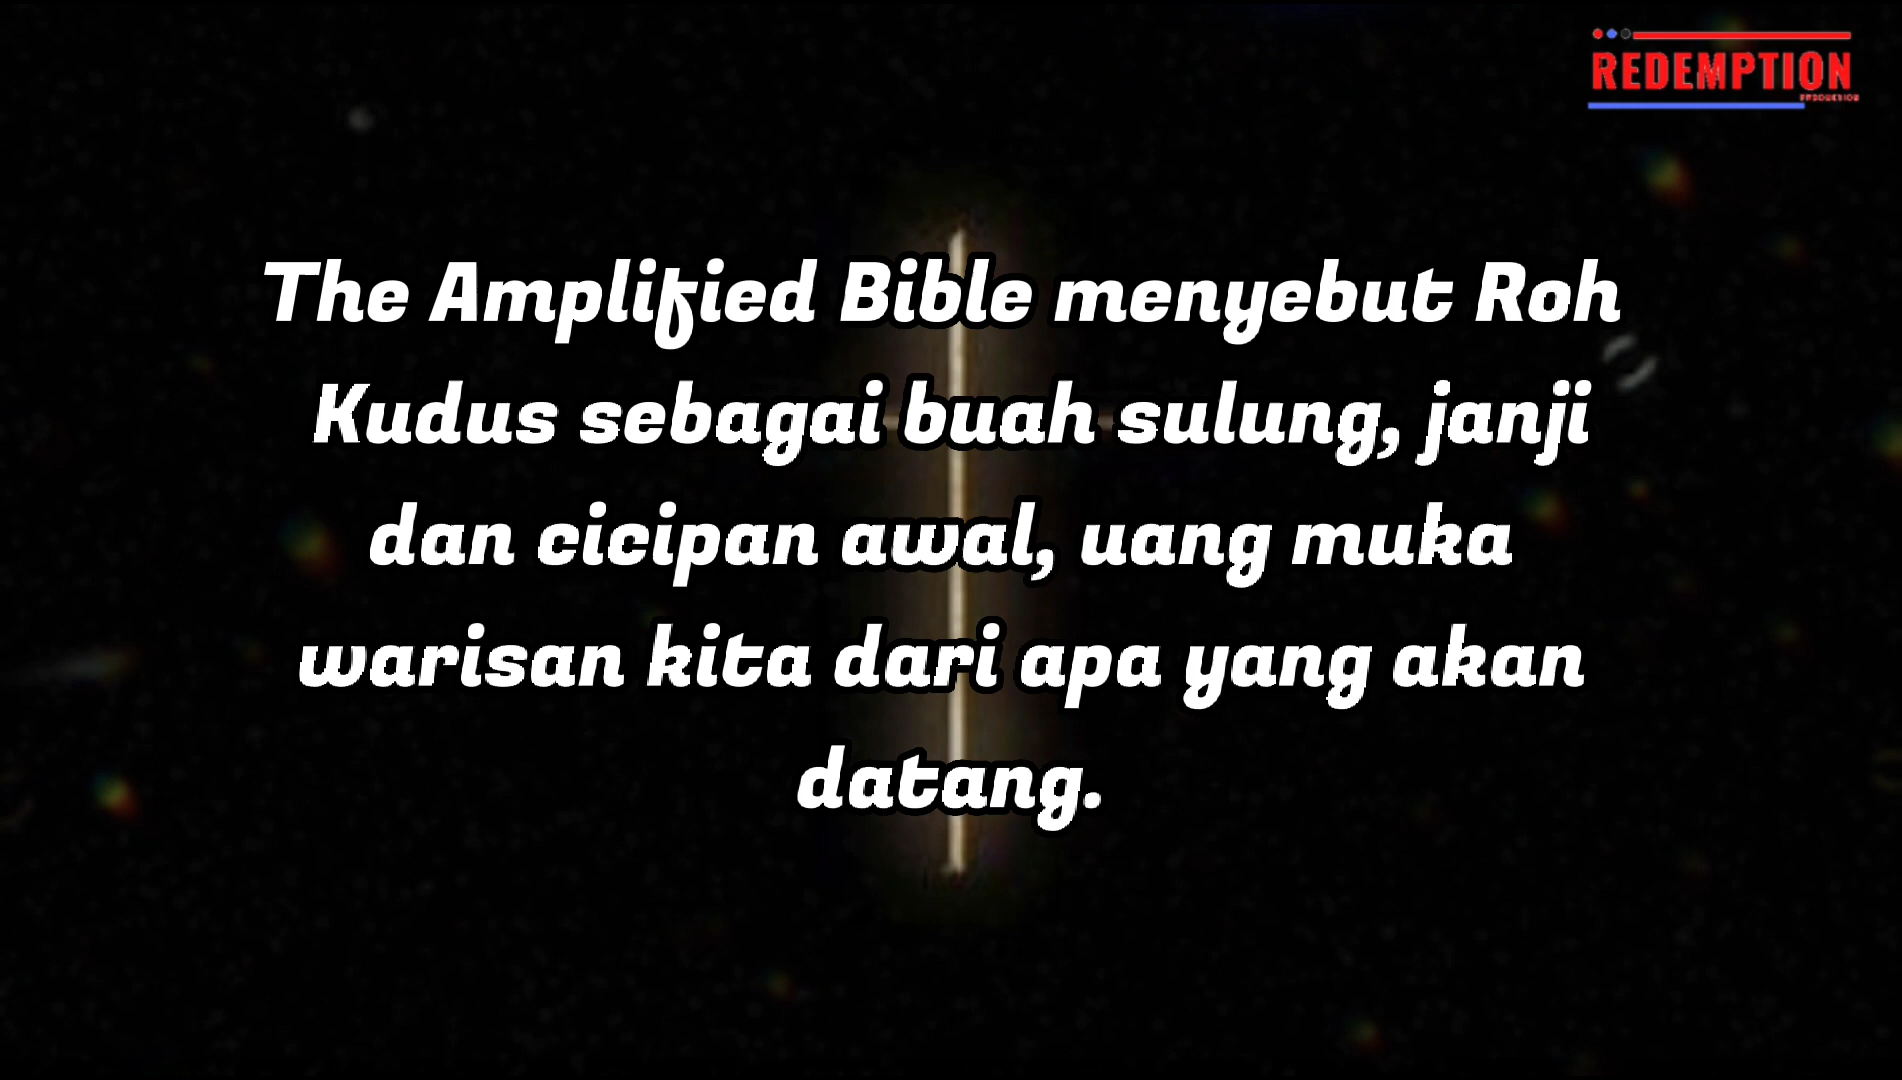 REDEMPTION
PRODUCTION
The Amplified Bible menyebut Roh
Kudus sebagai buah sulung, janji
dan cicipan awal, uang muka
warisan kita dari apa yang akan
datang.